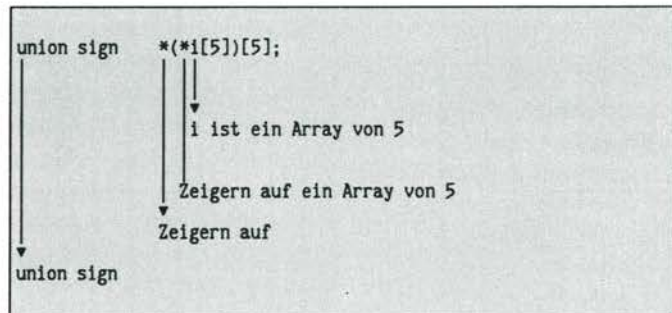 union sign *(*i[5])[5];
i ist ein Array von 5
Zeigern auf ein Array von 5
Zeigern auf
union sign